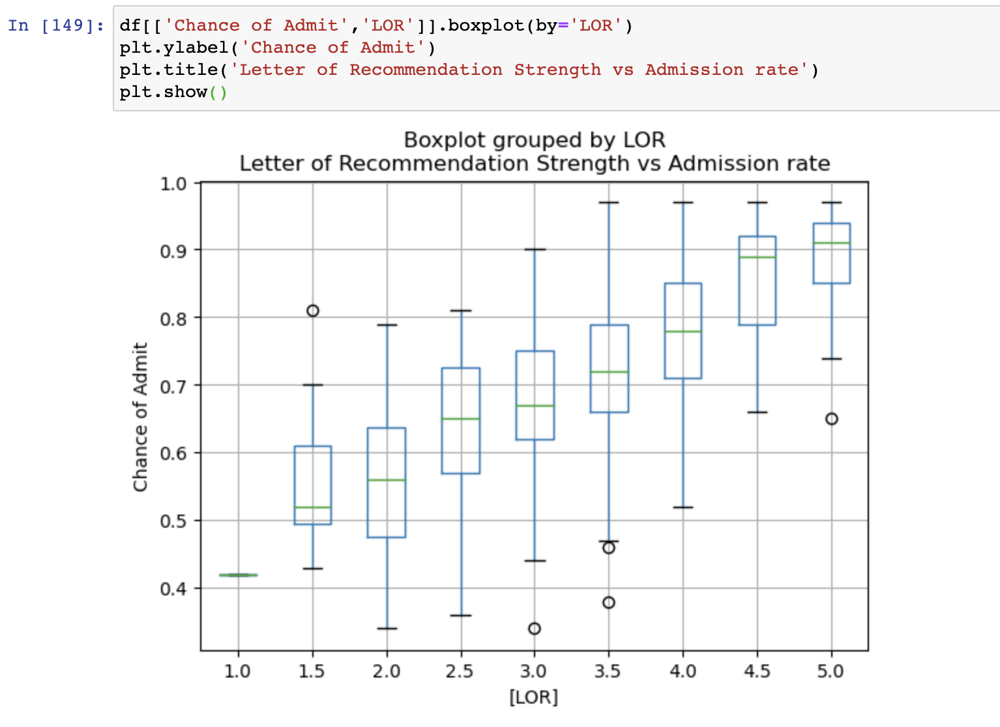 In [149]: df[['Chance of Admit','LOR']].boxplot(by='LOR')
plt.ylabel('Chance of Admit')
plt.title('Letter of Recommendation Strength vs Admission rate')
plt.show()
Boxplot grouped by LOR
Letter of Recommendation Strength vs Admission rate
1.0
0.9
0.8
0.7
0.6
0.5
0.4
Chance of Admit
1.0 1.5 2.0 2.5 3.0 3.5 4.0 4.5 5.0
[LOR]